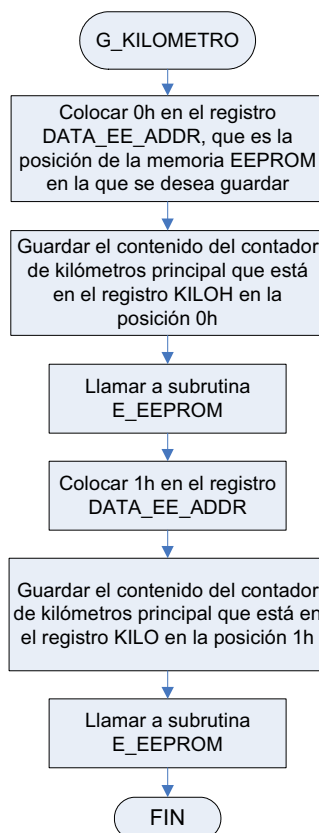 G_KILOMETRO
Colocar 0h en el registro
DATA_EE_ADDR, que es la
posición de la memoria EEPROM
en la que se desea guardar
Guardar el contenido del contador
de kilómetros principal que está
en el registro KILOH en la
posición 0h
Llamar a subrutina
E_EEPROM
Colocar 1h en el registro
DATA_EE_ADDR
Guardar el contenido del contador
de kilómetros principal que está en
el registro KILO en la posición 1h
Llamar a subrutina
E_EEPROM
FIN